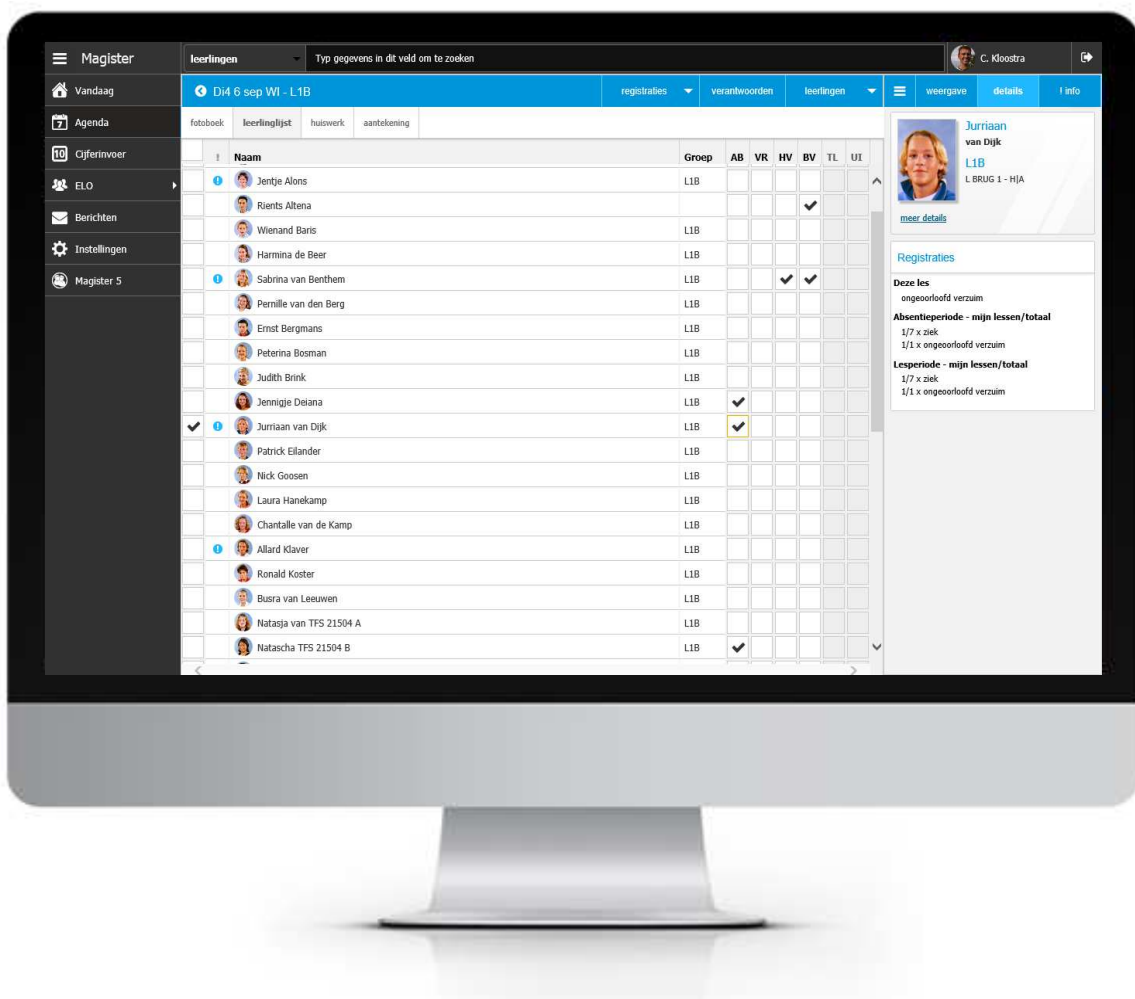 Magister
leerlingen
Typ gegevens in dit veld om te zoeken
C. Kloostra
Vandaag
7 Agenda
10 Cijferinvoer
ELO
Berichten
Instellingen
Magister 5
Di4 6 sep WI - L1B
registraties
verantwoorden
leerlingen
fotoboek leerlinglijst huiswerk aantekening
! Naam Groep AB VR HV BV TL UI
! Jentje Alons L1B
Rients Altena
Wienand Baris L1B
Harmina de Beer L1B
! Sabrina van Benthem L1B
Pernille van den Berg L1B
Ernst Bergmans L1B
Peterina Bosman L1B
Judith Brink L1B
Jennigje Deiana L1B
! Jurriaan van Dijk L1B
Patrick Eilander L1B
Nick Goosen L1B
Laura Hanekamp L1B
Chantalle van de Kamp L1B
! Allard Klaver L1B
Ronald Koster L1B
Busra van Leeuwen L1B
Natasja van TFS 21504 A L1B
Natascha TFS 21504 B L1B
weergave details ! info
Jurriaan
van Dijk
L1B
L BRUG 1 - H|A
meer details
Registraties
Deze les
ongeoorloofd verzuim
Absentieperiode - mijn lessen/totaal
1/7 x ziek
1/1 x ongeoorloofd verzuim
Lesperiode - mijn lessen/totaal
1/7 x ziek
1/1 x ongeoorloofd verzuim